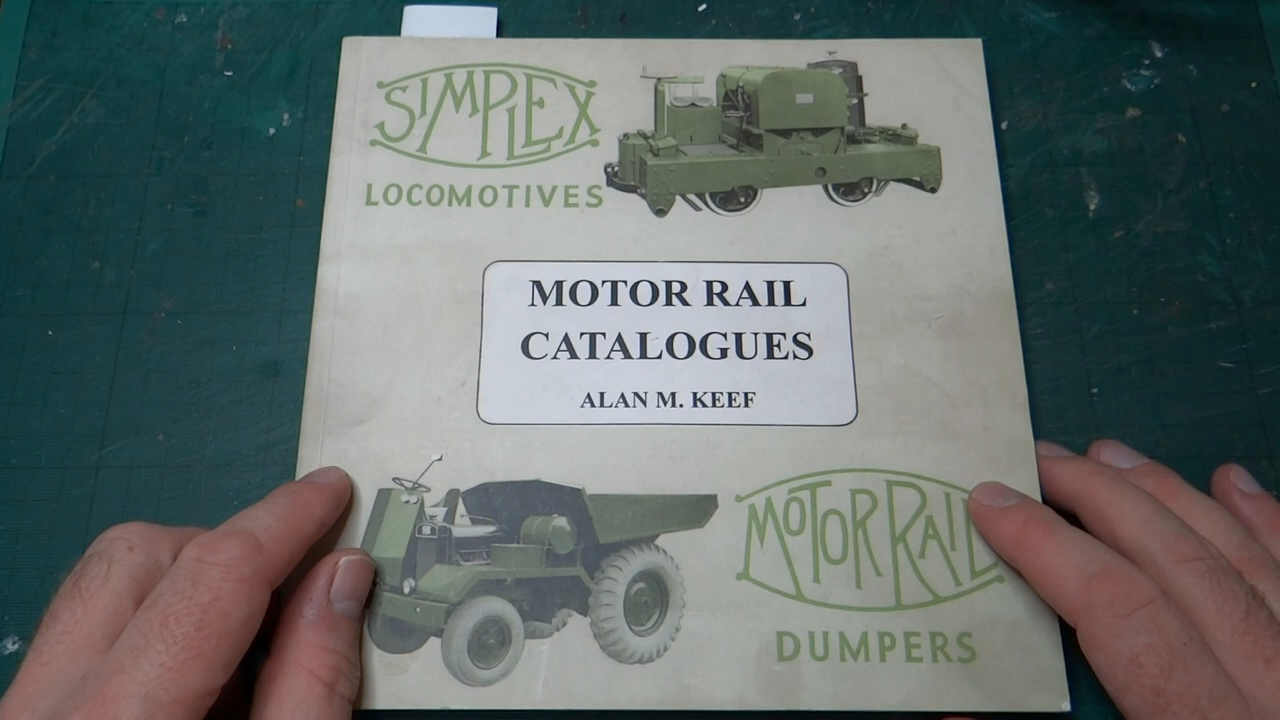 SIMPLEX
LOCOMOTIVES
MOTOR RAIL
CATALOGUES
ALAN M. KEEF
MOTOR RAIL
DUMPERS